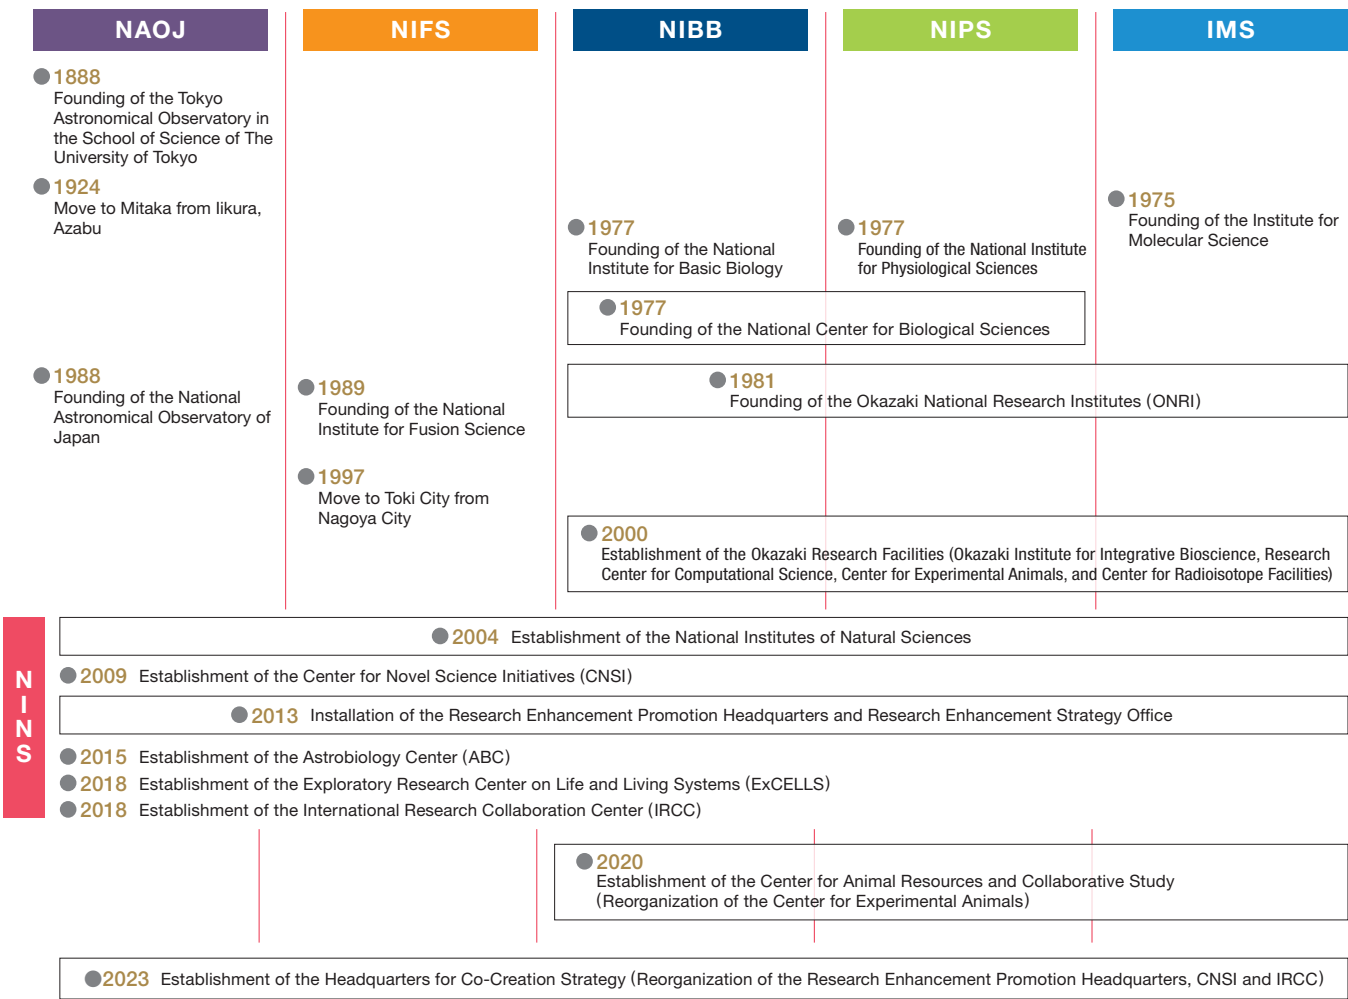 NAOJ
NIFS
NIBB
NIPS
IMS
1888
Founding of the Tokyo
Astronomical Observatory in
the School of Science of The
University of Tokyo
1924
Move to Mitaka from Iikura,
Azabu
1975
Founding of the Institute for
Molecular Science
1977
Founding of the National
Institute for Basic Biology
1977
Founding of the National Institute
for Physiological Sciences
1977
Founding of the National Center for Biological Sciences
1988
Founding of the National
Astronomical Observatory of
Japan
1989
Founding of the National
Institute for Fusion Science
1981
Founding of the Okazaki National Research Institutes (ONRI)
1997
Move to Toki City from
Nagoya City
2000
Establishment of the Okazaki Research Facilities (Okazaki Institute for Integrative Bioscience, Research
Center for Computational Science, Center for Experimental Animals, and Center for Radioisotope Facilities)
NINS
2004 Establishment of the National Institutes of Natural Sciences
2009 Establishment of the Center for Novel Science Initiatives (CNSI)
2013 Installation of the Research Enhancement Promotion Headquarters and Research Enhancement Strategy Office
2015 Establishment of the Astrobiology Center (ABC)
2018 Establishment of the Exploratory Research Center on Life and Living Systems (ExCELLS)
2018 Establishment of the International Research Collaboration Center (IRCC)
2020
Establishment of the Center for Animal Resources and Collaborative Study
(Reorganization of the Center for Experimental Animals)
2023 Establishment of the Headquarters for Co-Creation Strategy (Reorganization of the Research Enhancement Promotion Headquarters, CNSI and IRCC)